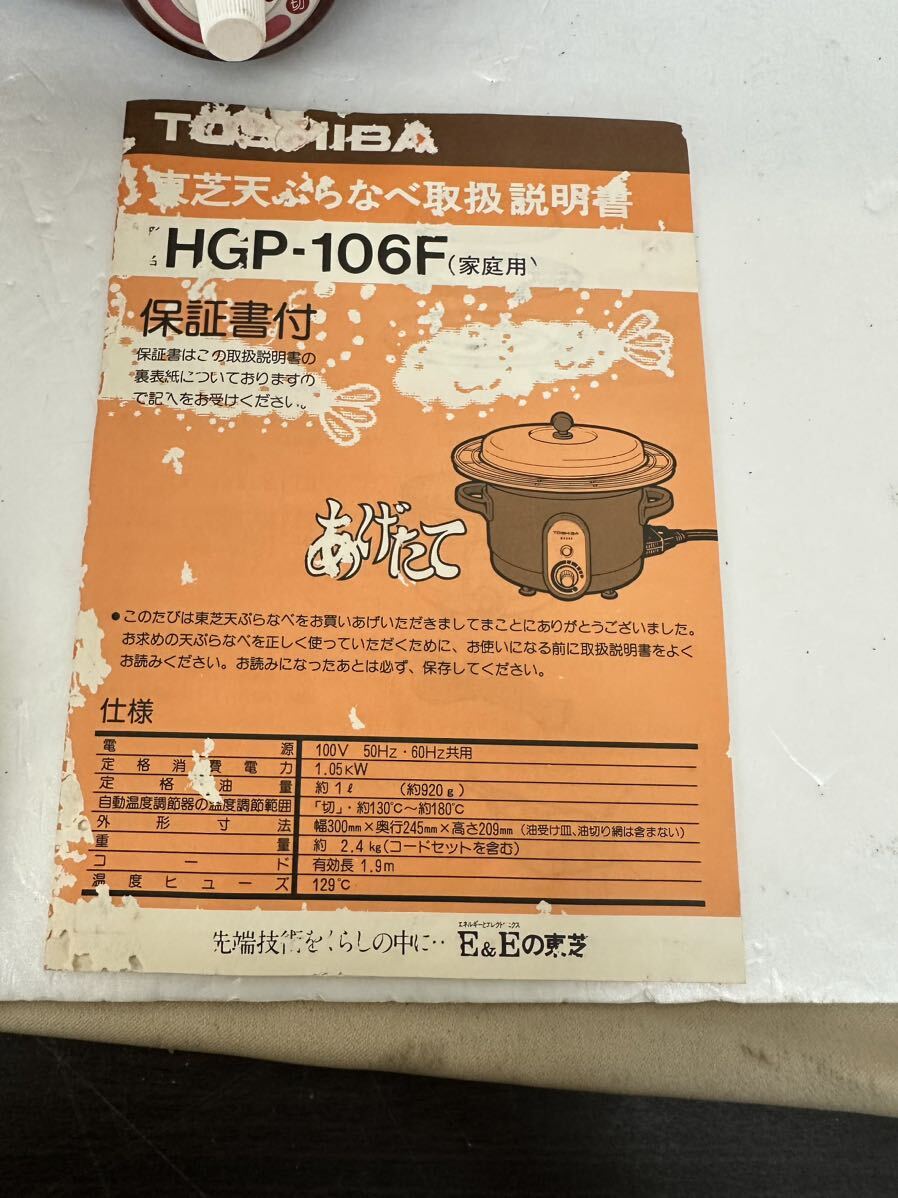 切
TOSHIBA
東芝天ぷらなべ取扱説明書
HGP-106F(家庭用)
保証書付
保証書はこの取扱説明書の
裏表紙についておりますの
で記入をお受けください。
TOSHIBA
あげたて
●このたびは東芝天ぷらなべをお買いあげいただきましてまことにありがとうございました。
お求めの天ぷらなべを正しく使っていただくために、お使いになる前に取扱説明書をよく
お読みください。お読みになったあとは必ず、保存してください。
仕様
電源 100V 50Hz・60Hz共用
定格消費電力 1.05kW
定格油量 約1ℓ (約920g)
自動温度調節器の温度調節範囲 「切」・約130℃〜約180℃
外形寸法 幅300mm×奥行245mm×高さ209mm (油受け皿、油切り網は含まない)
重量 約2.4kg(コードセットを含む)
コード 有効長1.9m
温度ヒューズ 129℃
エネルギーとエレクトロニクス
先端技術をくらしの中に‥ E&Eの東芝